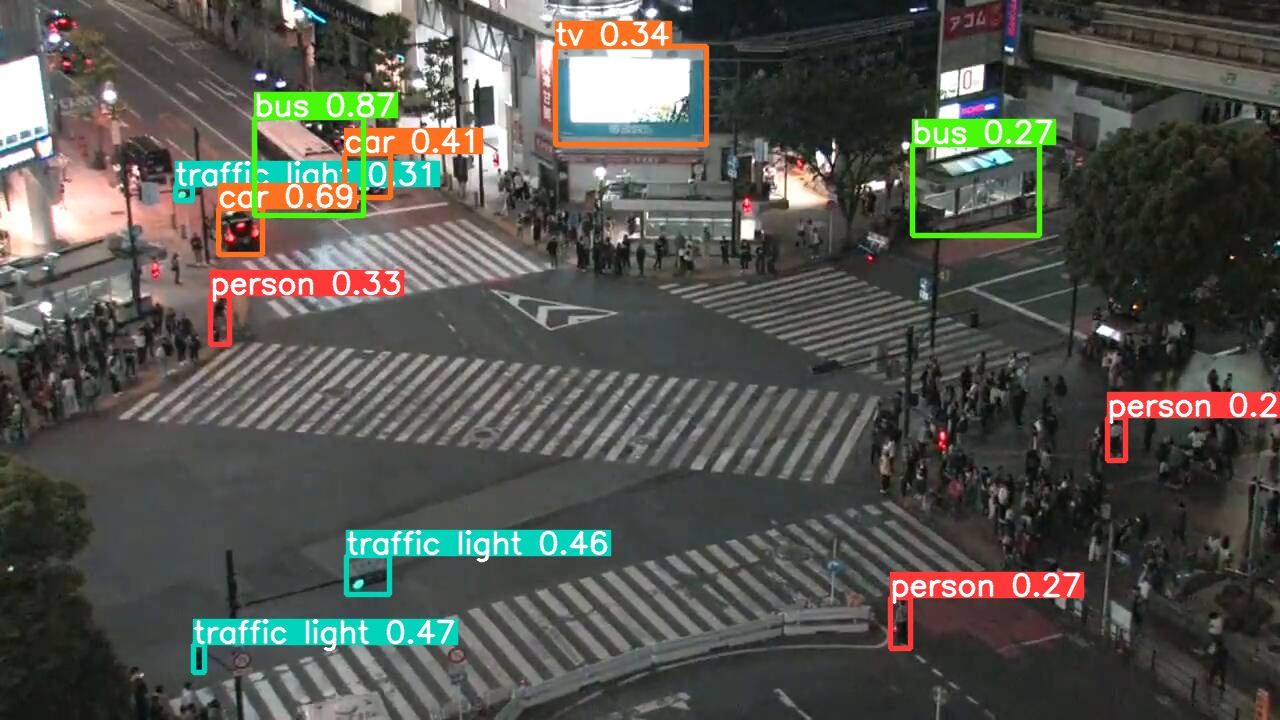 tv 0.34
アコム
bus 0.87
car 0.41
bus 0.27
traffic light 0.31
car 0.69
person 0.33
person 0.2
traffic light 0.46
person 0.27
traffic light 0.47